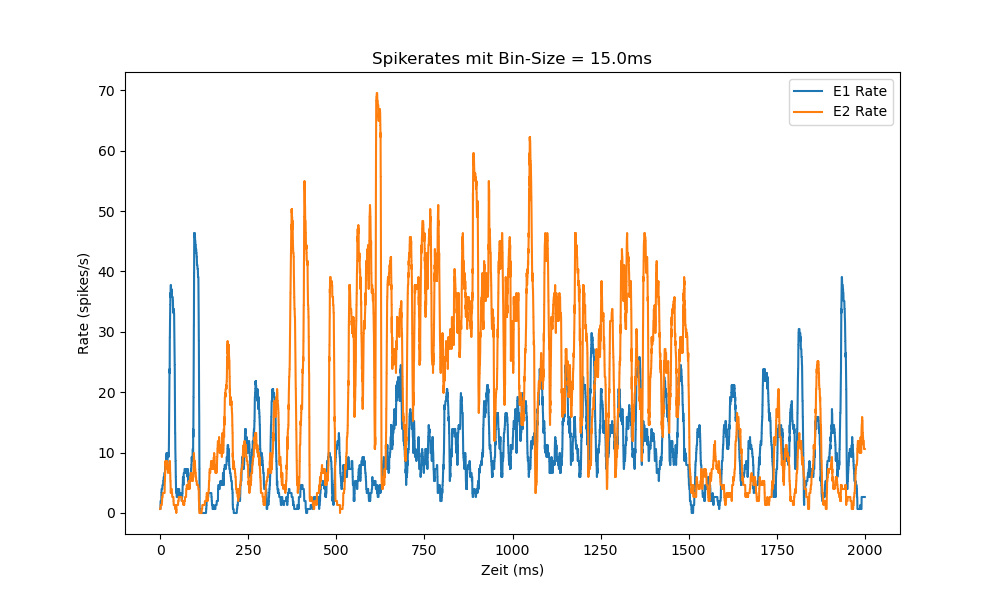 Spikerates mit Bin-Size = 15.0ms
E1 Rate
E2 Rate
Rate (spikes/s)
70
60
50
40
30
20
10
0
0 250 500 750 1000 1250 1500 1750 2000
Zeit (ms)